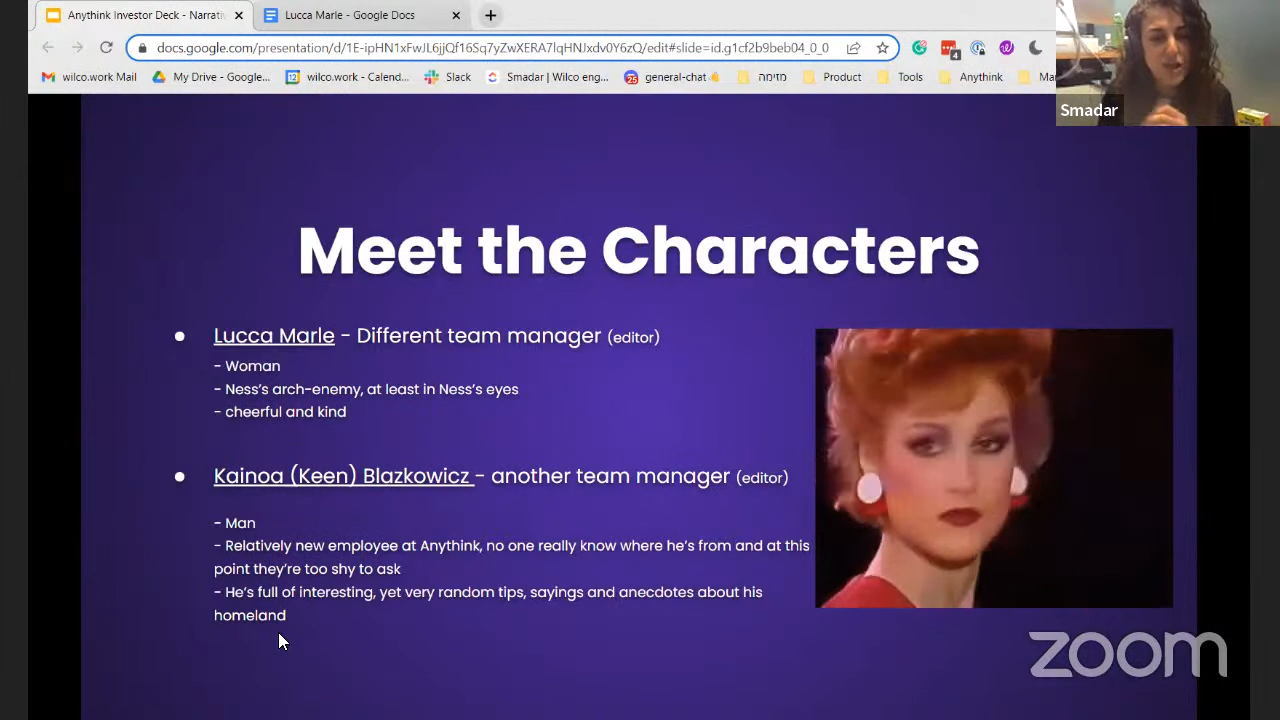 Anythink Investor Deck - Narrati
Lucca Marle - Google Docs
docs.google.com/presentation/d/1E-ipHN1xFwJL6jjQf16Sq7yZwXERA7lqHNJxdv0Y6zQ/edit#slide=id.g1cf2b9beb04_0_0
4
wilco.work Mail
My Drive - Google...
12
wilco.work - Calend...
Slack
Smadar | Wilco eng...
25
general-chat
Product
Tools
Anythink
Ma
Smadar
Meet the Characters
Lucca Marle - Different team manager (editor)
- Woman
- Ness's arch-enemy, at least in Ness's eyes
- cheerful and kind
Kainoa (Keen) Blazkowicz - another team manager (editor)
- Man
- Relatively new employee at Anythink, no one really know where he's from and at this
point they're too shy to ask
- He's full of interesting, yet very random tips, sayings and anecdotes about his
homeland
zoom